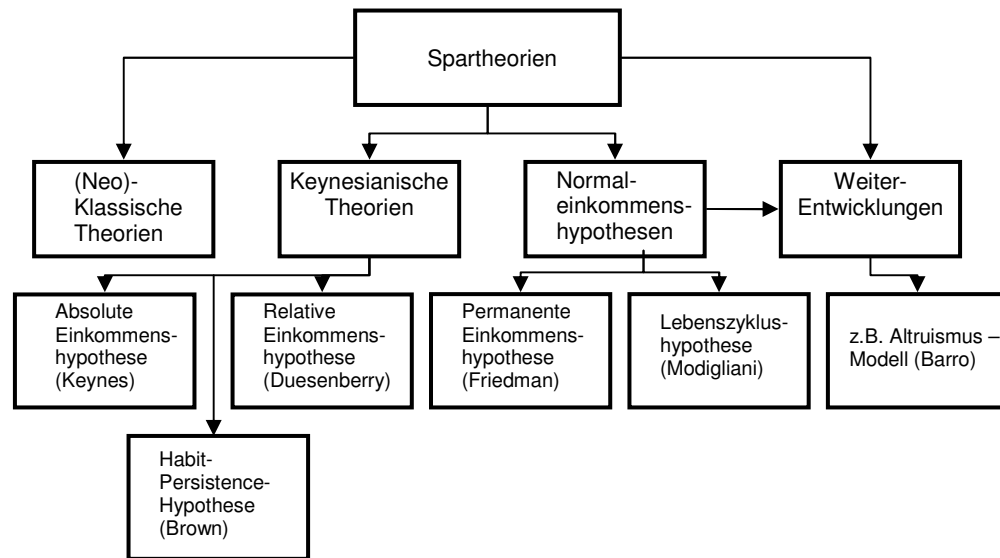 Spartheorien
(Neo)-
Klassische
Theorien
Keynesianische
Theorien
Normal-
einkommens-
hypothesen
Weiter-
Entwicklungen
Absolute
Einkommens-
hypothese
(Keynes)
Relative
Einkommens-
hypothese
(Duesenberry)
Permanente
Einkommens-
hypothese
(Friedman)
Lebenszyklus-
hypothese
(Modigliani)
z.B. Altruismus –
Modell (Barro)
Habit-
Persistence-
Hypothese
(Brown)